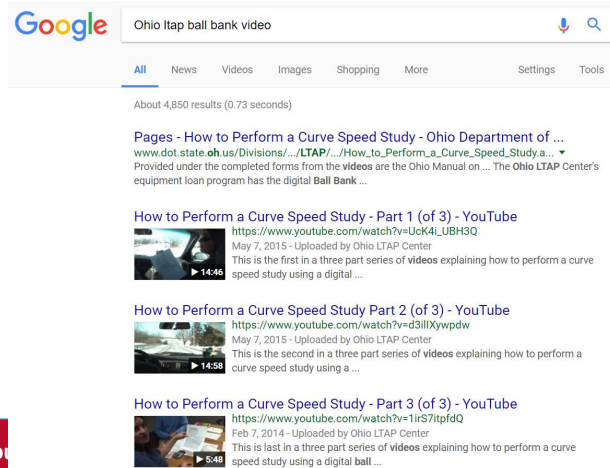 Google
Ohio ltap ball bank video
All News Videos Images Shopping More Settings Tools
About 4,850 results (0.73 seconds)
Pages - How to Perform a Curve Speed Study - Ohio Department of ...
www.dot.state.oh.us/Divisions/.../LTAP/.../How_to_Perform_a_Curve_Speed_Study.a...
Provided under the completed forms from the videos are the Ohio Manual on ... The Ohio LTAP Center's
equipment loan program has the digital Ball Bank ...
How to Perform a Curve Speed Study - Part 1 (of 3) - YouTube
https://www.youtube.com/watch?v=UcK4i_UBH3Q
May 7, 2015 - Uploaded by Ohio LTAP Center
This is the first in a three part series of videos explaining how to perform a curve
14:46
speed study using a digital ...
How to Perform a Curve Speed Study Part 2 (of 3) - YouTube
https://www.youtube.com/watch?v=d3ilIXywpdw
May 7, 2015 - Uploaded by Ohio LTAP Center
This is the second in a three part series of videos explaining how to perform a
14:58
curve speed study using a ...
How to Perform a Curve Speed Study - Part 3 (of 3) - YouTube
https://www.youtube.com/watch?v=1irS7itpfdQ
Feb 7, 2014 - Uploaded by Ohio LTAP Center
This is last in a three part series of videos explaining how to perform a curve
5:48
speed study using a digital ball ...